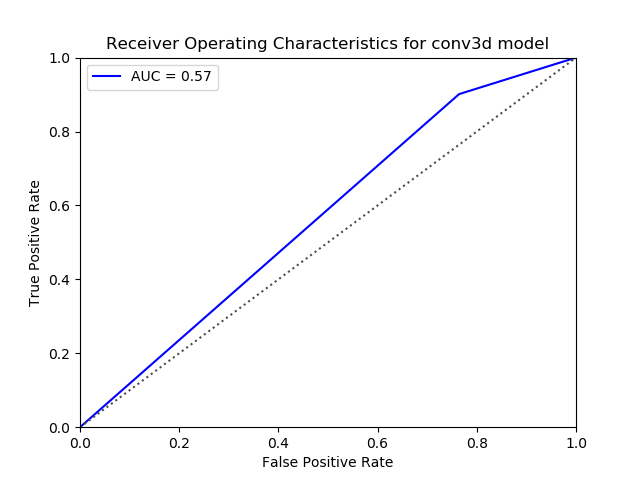 Receiver Operating Characteristics for conv3d model
AUC = 0.57
1.0
0.8
0.6
0.4
0.2
0.0
True Positive Rate
0.0 0.2 0.4 0.6 0.8 1.0
False Positive Rate